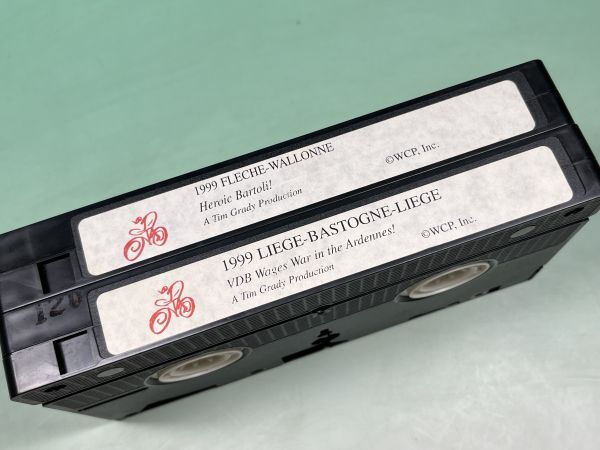 1999 FLECHE-WALLONNE
Heroic Bartoli!
A Tim Grady Production
©WCP, Inc.
1999 LIEGE-BASTOGNE-LIEGE
VDB Wages War in the Ardennes!
A Tim Grady Production
©WCP, Inc.
120